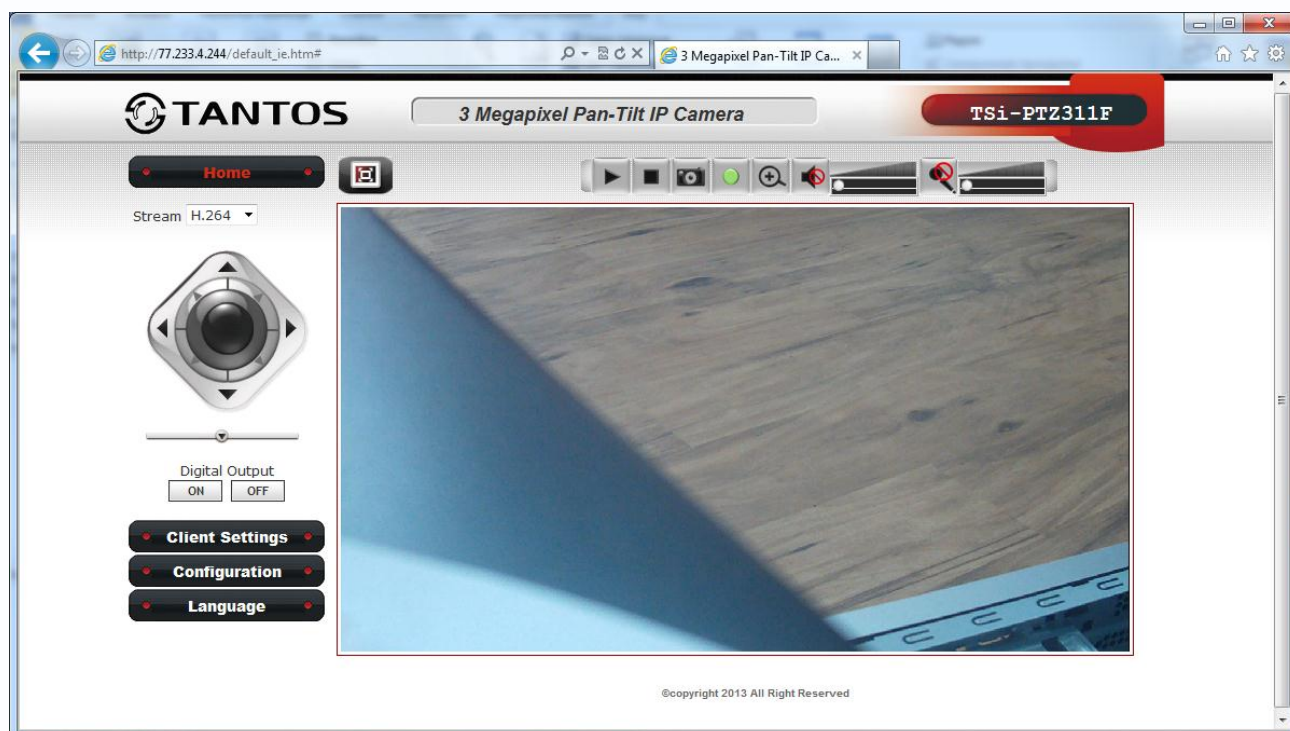 http://77.233.4.244/default_ie.htm#
3 Megapixel Pan-Tilt IP Ca...
TANTOS
3 Megapixel Pan-Tilt IP Camera
TSi-PTZ311F
Home
Stream H.264
Digital Output
ON OFF
Client Settings
Configuration
Language
©copyright 2013 All Right Reserved